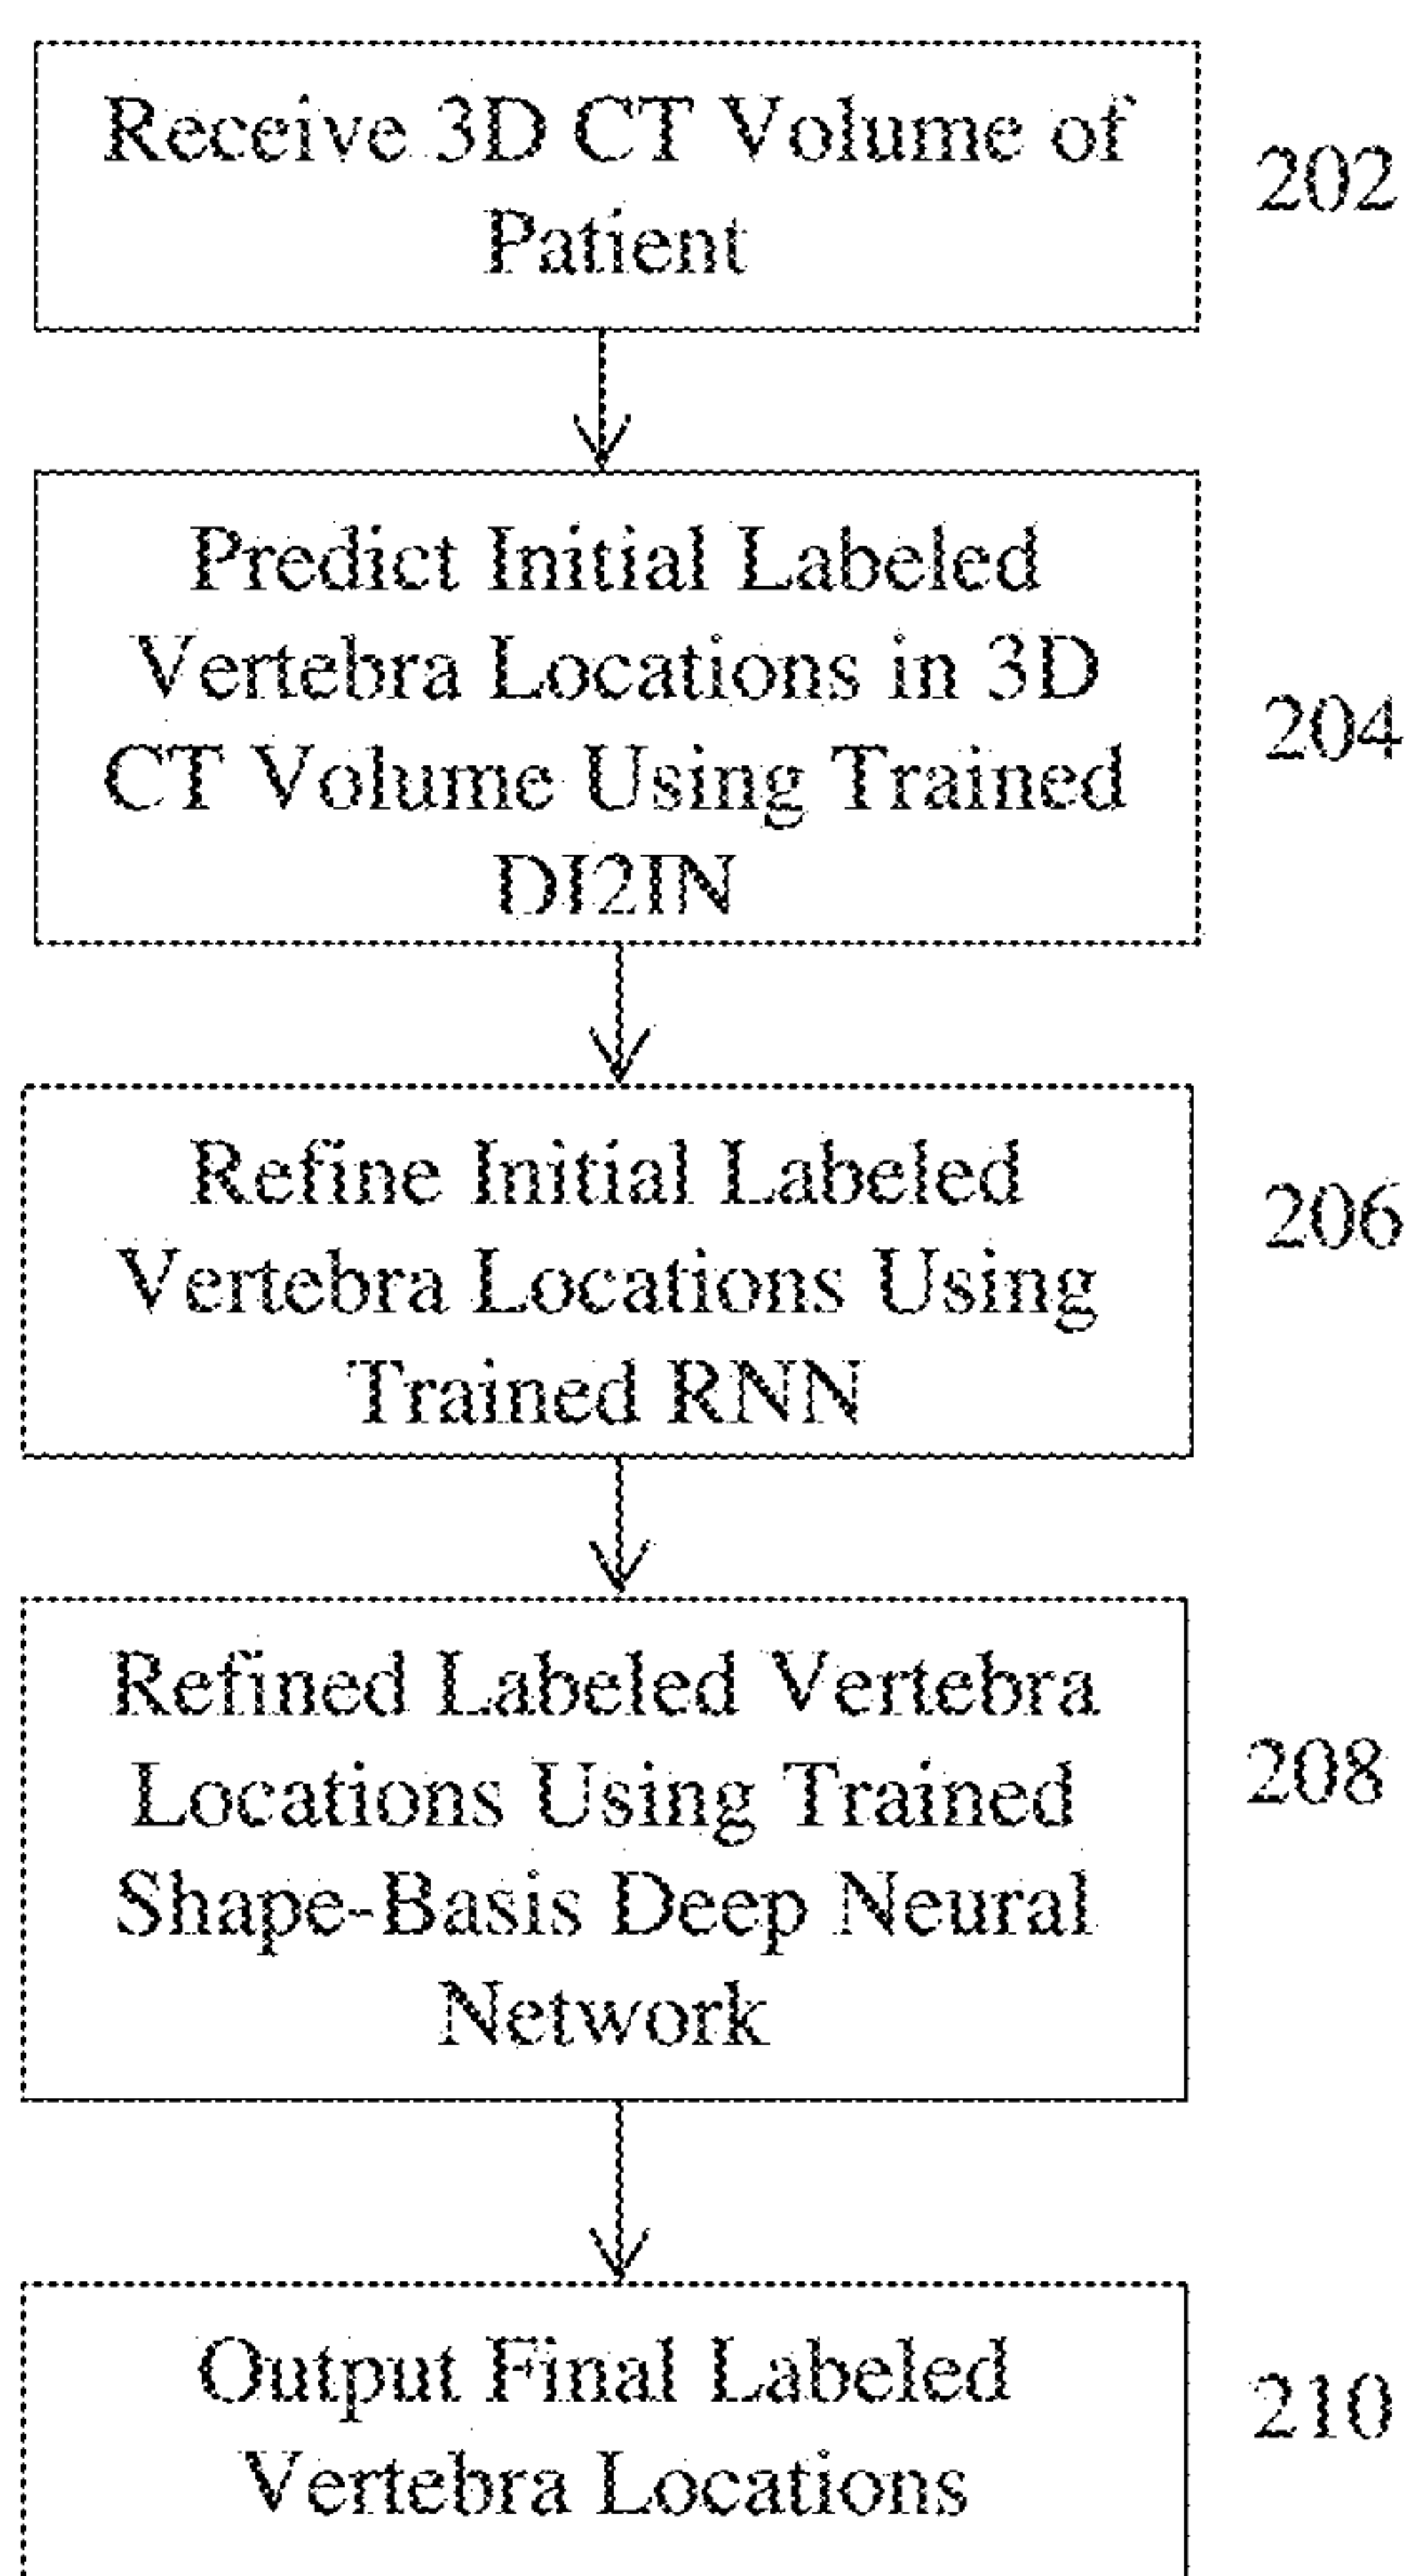 Receive 3D CT Volume of
Patient
202
Predict Initial Labeled
Vertebra Locations in 3D
CT Volume Using Trained
DI2IN
204
Refine Initial Labeled
Vertebra Locations Using
Trained RNN
206
Refined Labeled Vertebra
Locations Using Trained
Shape-Basis Deep Neural
Network
208
Output Final Labeled
Vertebra Locations
210